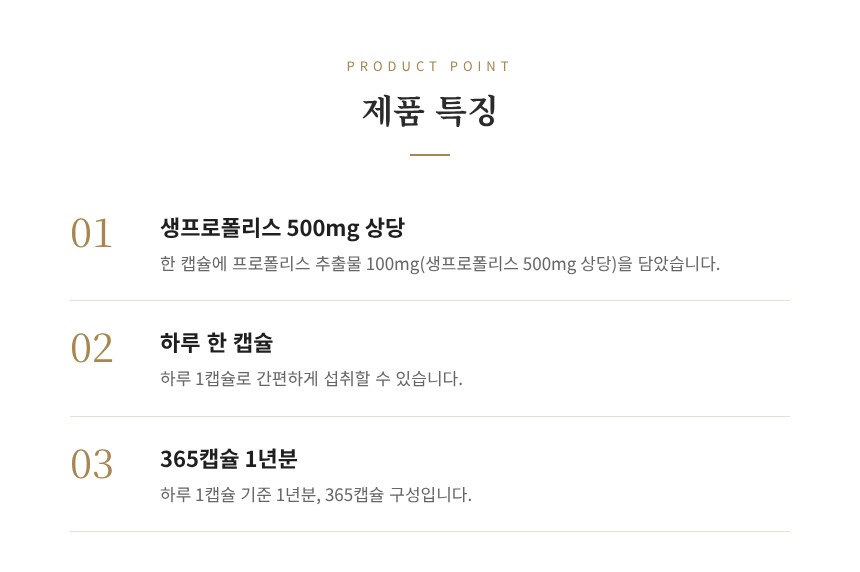 PRODUCT POINT
제품 특징
01
생프로폴리스 500mg 상당
한 캡슐에 프로폴리스 추출물 100mg(생프로폴리스 500mg 상당)을 담았습니다.
02
하루 한 캡슐
하루 1캡슐로 간편하게 섭취할 수 있습니다.
03
365캡슐 1년분
하루 1캡슐 기준 1년분, 365캡슐 구성입니다.